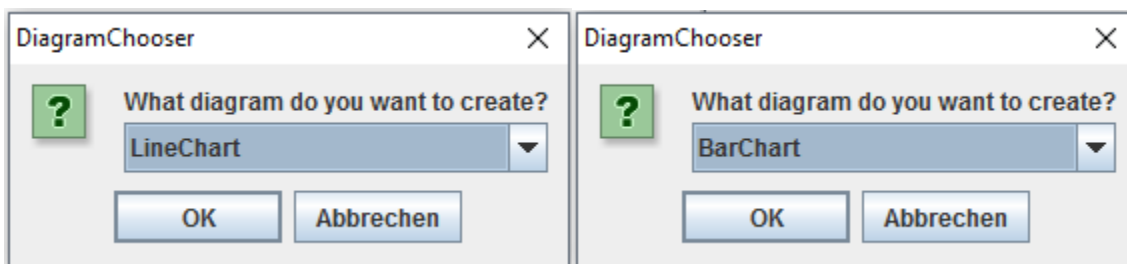 DiagramChooser
What diagram do you want to create?
LineChart
OK Abbrechen
DiagramChooser
What diagram do you want to create?
BarChart
OK Abbrechen